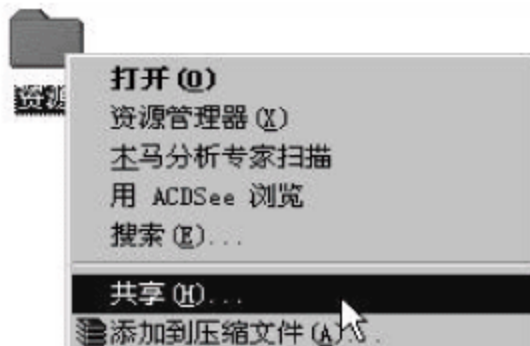 资源
打开(O)
资源管理器(X)
木马分析专家扫描
用 ACDSee 浏览
搜索(E)...
共享(H)...
添加到压缩文件(A)...